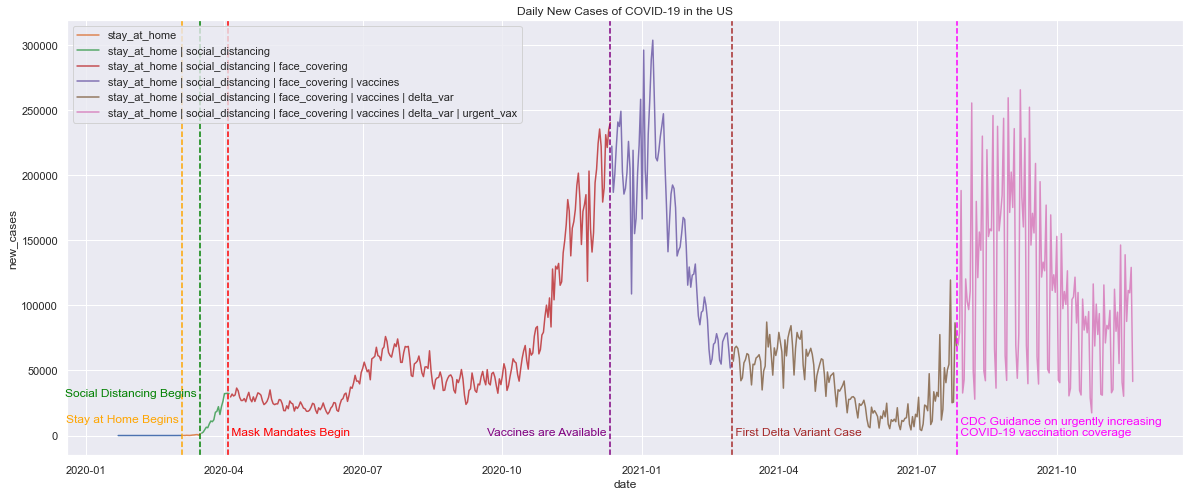 Daily New Cases of COVID-19 in the US
stay_at_home
stay_at_home | social_distancing
stay_at_home | social_distancing | face_covering
stay_at_home | social_distancing | face_covering | vaccines
stay_at_home | social_distancing | face_covering | vaccines | delta_var
stay_at_home | social_distancing | face_covering | vaccines | delta_var | urgent_vax
300000
250000
200000
150000
100000
50000
0
new_cases
Social Distancing Begins
Stay at Home Begins
Mask Mandates Begin
Vaccines are Available
First Delta Variant Case
CDC Guidance on urgently increasing
COVID-19 vaccination coverage
2020-01
2020-04
2020-07
2020-10
2021-01
2021-04
2021-07
2021-10
date